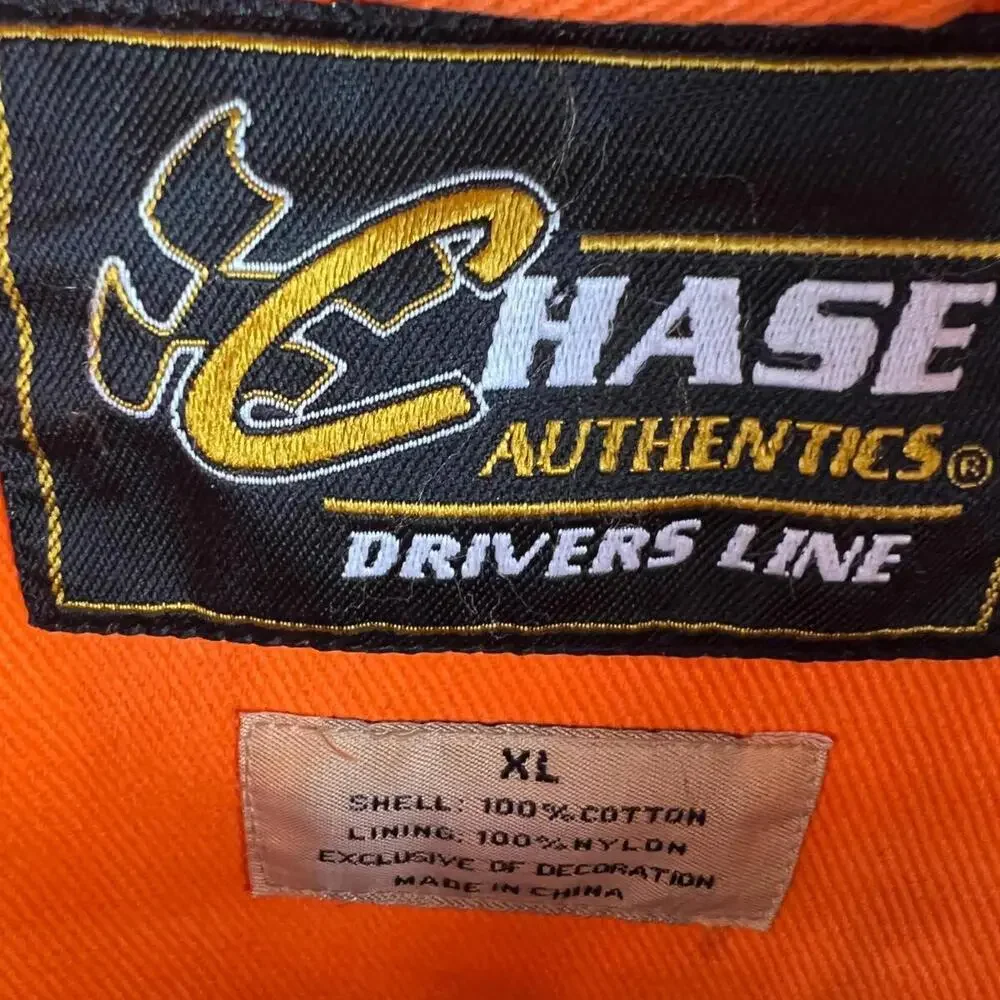 CHASE
AUTHENTICS®
DRIVERS LINE
XL
SHELL: 100% COTTON
LINING: 100% NYLON
EXCLUSIVE OF DECORATION
MADE IN CHINA